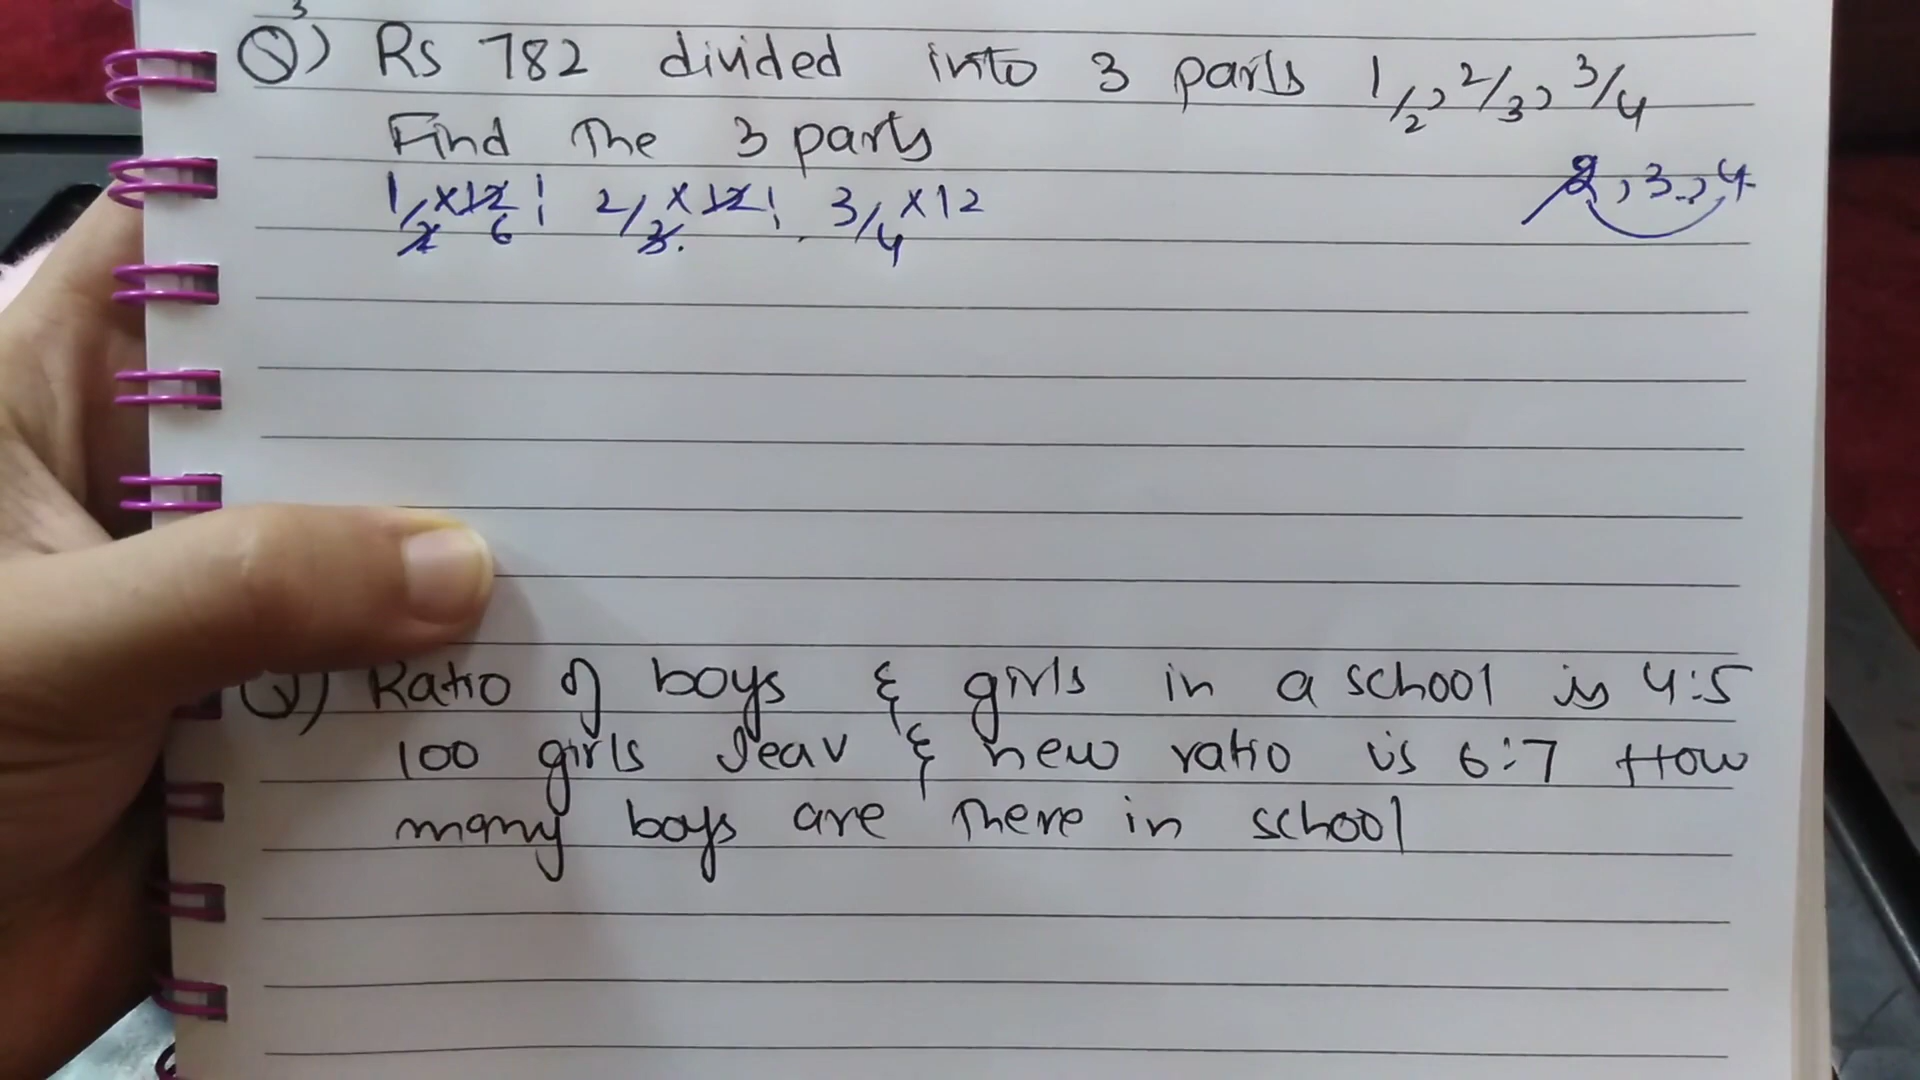 3
Q) Rs 782 divided into 3 parts 1/2, 2/3, 3/4
Find The 3 parts
2, 3, 4
1/2 x 12 : 2/3 x 12 : 3/4 x 12
6
Q) Ratio of boys & girls in a school is 4:5
100 girls leav & new ratio is 6:7 How
many boys are There in school